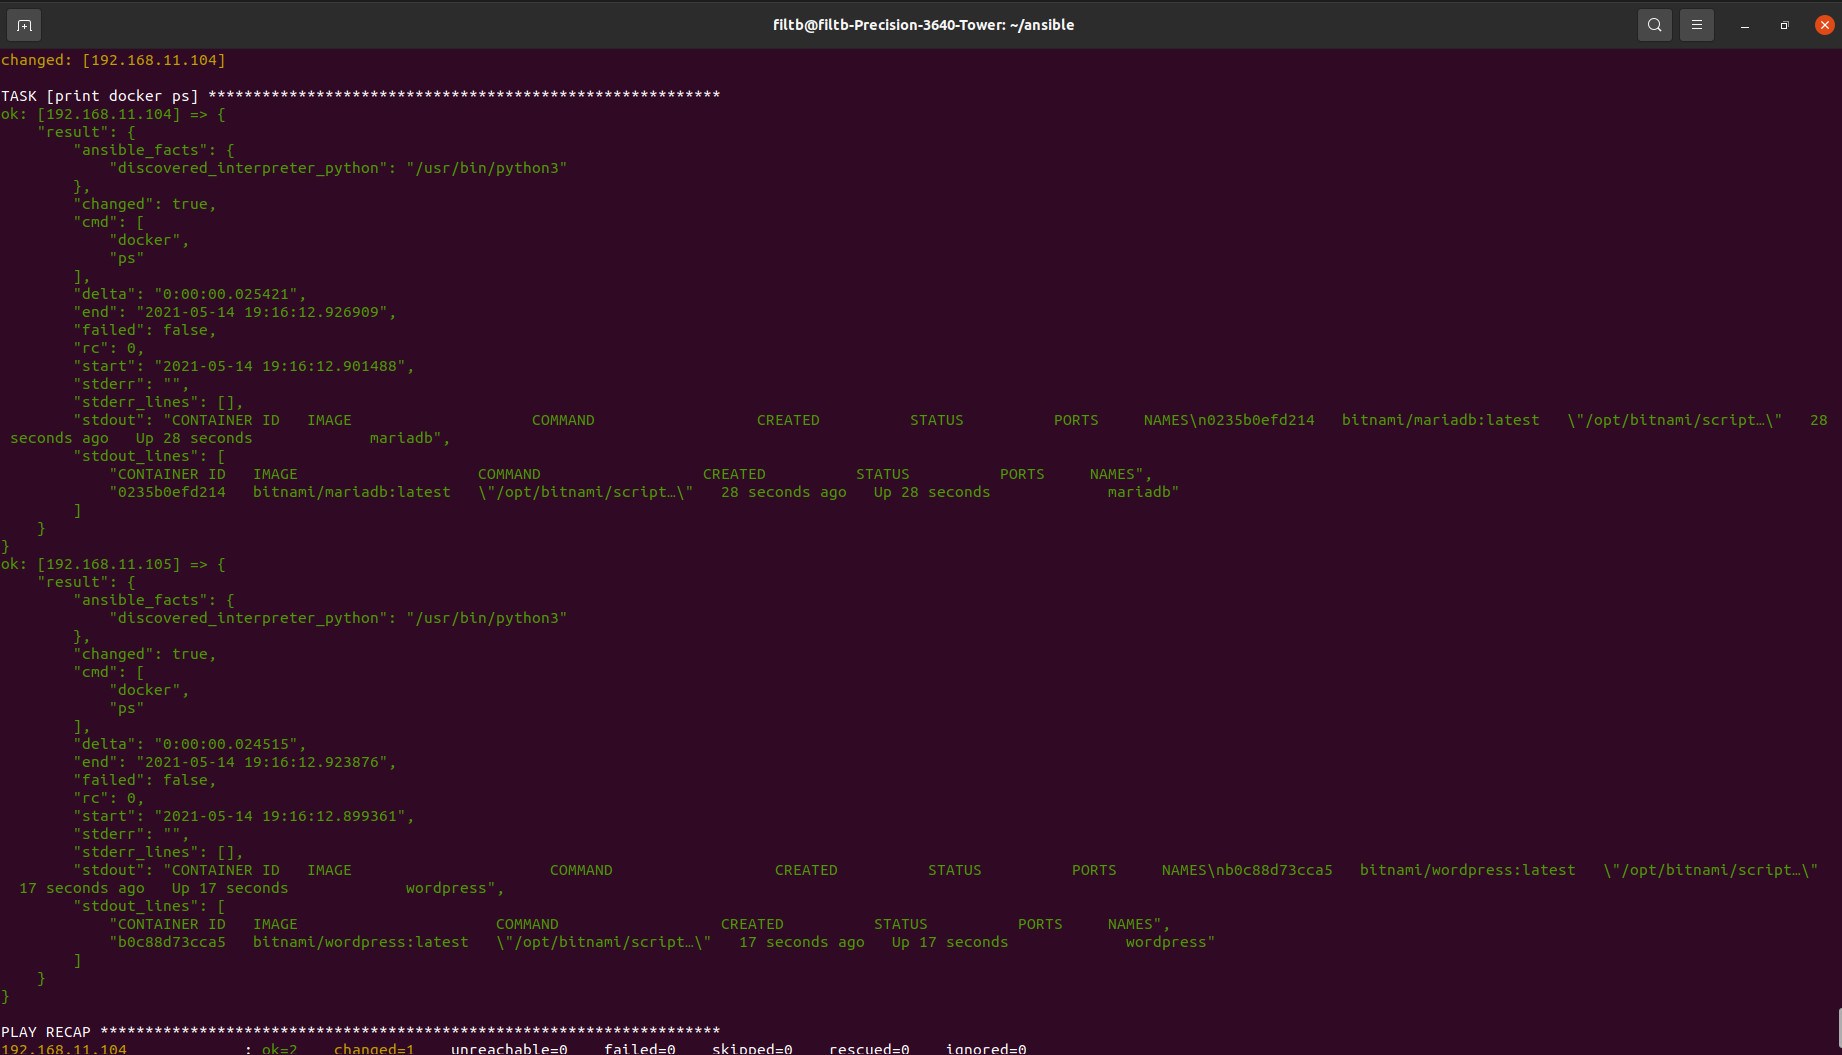 filtb@filtb-Precision-3640-Tower: ~/ansible
changed: [192.168.11.104]
TASK [print docker ps] *********************************************************
ok: [192.168.11.104] => {
    "result": {
        "ansible_facts": {
            "discovered_interpreter_python": "/usr/bin/python3"
        },
        "changed": true,
        "cmd": [
            "docker",
            "ps"
        ],
        "delta": "0:00:00.025421",
        "end": "2021-05-14 19:16:12.926909",
        "failed": false,
        "rc": 0,
        "start": "2021-05-14 19:16:12.901488",
        "stderr": "",
        "stderr_lines": [],
        "stdout": "CONTAINER ID   IMAGE                    COMMAND                  CREATED          STATUS          PORTS     NAMES\n0235b0efd214   bitnami/mariadb:latest   \"/opt/bitnami/script…\"   28
 seconds ago   Up 28 seconds             mariadb",
        "stdout_lines": [
            "CONTAINER ID   IMAGE                    COMMAND                  CREATED          STATUS          PORTS     NAMES",
            "0235b0efd214   bitnami/mariadb:latest   \"/opt/bitnami/script…\"   28 seconds ago   Up 28 seconds             mariadb"
        ]
    }
}
ok: [192.168.11.105] => {
    "result": {
        "ansible_facts": {
            "discovered_interpreter_python": "/usr/bin/python3"
        },
        "changed": true,
        "cmd": [
            "docker",
            "ps"
        ],
        "delta": "0:00:00.024515",
        "end": "2021-05-14 19:16:12.923876",
        "failed": false,
        "rc": 0,
        "start": "2021-05-14 19:16:12.899361",
        "stderr": "",
        "stderr_lines": [],
        "stdout": "CONTAINER ID   IMAGE                      COMMAND                  CREATED          STATUS          PORTS     NAMES\nb0c88d73cca5   bitnami/wordpress:latest   \"/opt/bitnami/script…\"
  17 seconds ago   Up 17 seconds             wordpress",
        "stdout_lines": [
            "CONTAINER ID   IMAGE                      COMMAND                  CREATED          STATUS          PORTS     NAMES",
            "b0c88d73cca5   bitnami/wordpress:latest   \"/opt/bitnami/script…\"   17 seconds ago   Up 17 seconds             wordpress"
        ]
    }
}
PLAY RECAP *********************************************************************
192.168.11.104             : ok=2    changed=1    unreachable=0    failed=0    skipped=0    rescued=0    ignored=0